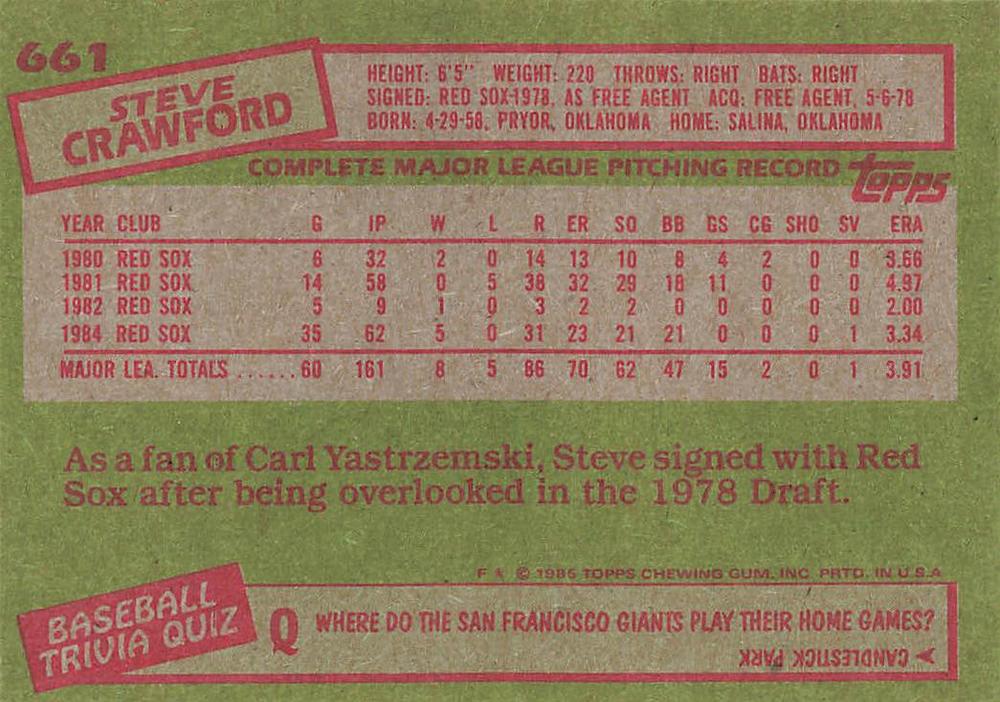 661
STEVE
CRAWFORD
HEIGHT: 6'5" WEIGHT: 220 THROWS: RIGHT BATS: RIGHT
SIGNED: RED SOX-1978, AS FREE AGENT ACQ: FREE AGENT, 5-6-78
BORN: 4-29-58, PRYOR, OKLAHOMA HOME: SALINA, OKLAHOMA
COMPLETE MAJOR LEAGUE PITCHING RECORD topps
YEAR CLUB G IP W L R ER SO BB GS CG SHO SV ERA
1980 RED SOX 6 32 2 0 14 13 10 8 4 2 0 0 3.66
1981 RED SOX 14 58 0 5 38 32 29 18 11 0 0 0 4.97
1982 RED SOX 5 9 1 0 3 2 2 0 0 0 0 0 2.00
1984 RED SOX 35 62 5 0 31 23 21 21 0 0 0 1 3.34
MAJOR LEA. TOTALS ......60 161 8 5 86 70 62 47 15 2 0 1 3.91
As a fan of Carl Yastrzemski, Steve signed with Red
Sox after being overlooked in the 1978 Draft.
F * © 1985 TOPPS CHEWING GUM, INC. PRTD. IN U.S.A.
BASEBALL
TRIVIA QUIZ
Q WHERE DO THE SAN FRANCISCO GIANTS PLAY THEIR HOME GAMES?
CANDLESTICK PARK